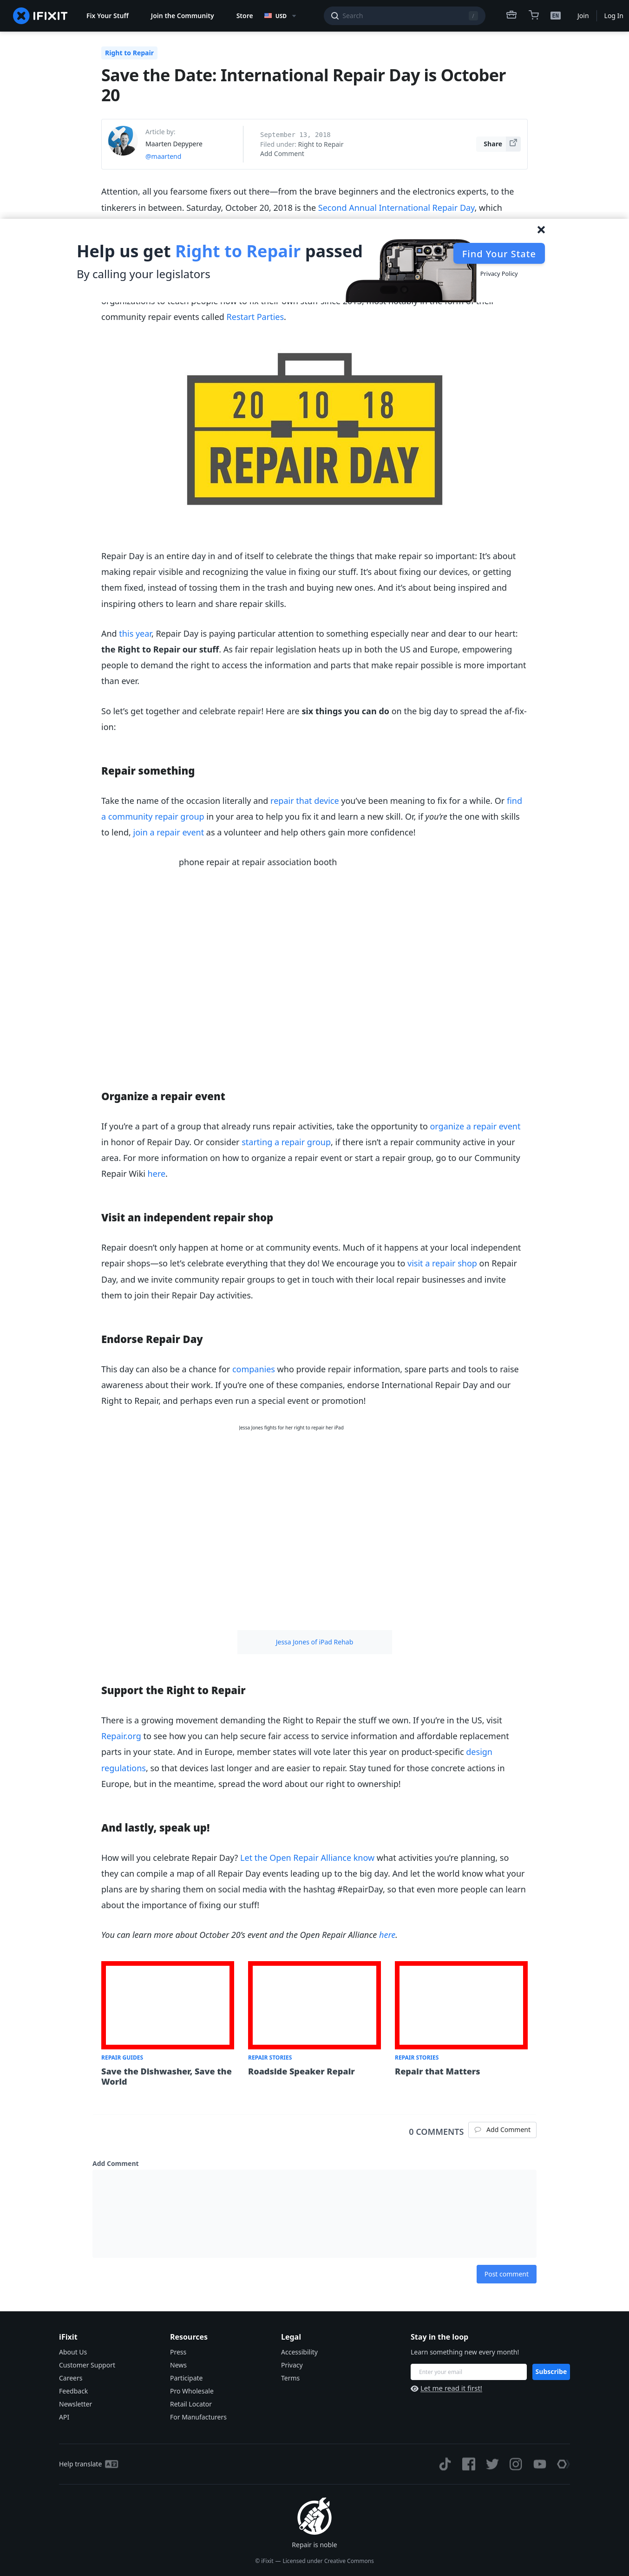 IFIXIT
Fix Your Stuff
Join the Community
Store
USD
Search
/
EN
Join
Log In
Right to Repair
Save the Date: International Repair Day is October
20
Article by:
Maarten Depypere
@maartend
September 13, 2018
Filed under: Right to Repair
Add Comment
Share
Attention, all you fearsome fixers out there—from the brave beginners and the electronics experts, to the
tinkerers in between. Saturday, October 20, 2018 is the Second Annual International Repair Day, which
Help us get Right to Repair passed
By calling your legislators
Find Your State
Privacy Policy
community repair events called Restart Parties.
20 10 18
REPAIR DAY
Repair Day is an entire day in and of itself to celebrate the things that make repair so important: It's about
making repair visible and recognizing the value in fixing our stuff. It's about fixing our devices, or getting
them fixed, instead of tossing them in the trash and buying new ones. And it's about being inspired and
inspiring others to learn and share repair skills.
And this year, Repair Day is paying particular attention to something especially near and dear to our heart:
the Right to Repair our stuff. As fair repair legislation heats up in both the US and Europe, empowering
people to demand the right to access the information and parts that make repair possible is more important
than ever.
So let's get together and celebrate repair! Here are six things you can do on the big day to spread the af-fix-
ion:
Repair something
Take the name of the occasion literally and repair that device you've been meaning to fix for a while. Or find
a community repair group in your area to help you fix it and learn a new skill. Or, if you're the one with skills
to lend, join a repair event as a volunteer and help others gain more confidence!
phone repair at repair association booth
Organize a repair event
If you're a part of a group that already runs repair activities, take the opportunity to organize a repair event
in honor of Repair Day. Or consider starting a repair group, if there isn't a repair community active in your
area. For more information on how to organize a repair event or start a repair group, go to our Community
Repair Wiki here.
Visit an independent repair shop
Repair doesn't only happen at home or at community events. Much of it happens at your local independent
repair shops—so let's celebrate everything that they do! We encourage you to visit a repair shop on Repair
Day, and we invite community repair groups to get in touch with their local repair businesses and invite
them to join their Repair Day activities.
Endorse Repair Day
This day can also be a chance for companies who provide repair information, spare parts and tools to raise
awareness about their work. If you're one of these companies, endorse International Repair Day and our
Right to Repair, and perhaps even run a special event or promotion!
Jessa Jones fights for her right to repair her iPad
Jessa Jones of iPad Rehab
Support the Right to Repair
There is a growing movement demanding the Right to Repair the stuff we own. If you're in the US, visit
Repair.org to see how you can help secure fair access to service information and affordable replacement
parts in your state. And in Europe, member states will vote later this year on product-specific design
regulations, so that devices last longer and are easier to repair. Stay tuned for those concrete actions in
Europe, but in the meantime, spread the word about our right to ownership!
And lastly, speak up!
How will you celebrate Repair Day? Let the Open Repair Alliance know what activities you're planning, so
they can compile a map of all Repair Day events leading up to the big day. And let the world know what your
plans are by sharing them on social media with the hashtag #RepairDay, so that even more people can learn
about the importance of fixing our stuff!
You can learn more about October 20's event and the Open Repair Alliance here.
REPAIR GUIDES
Save the Dishwasher, Save the
World
REPAIR STORIES
Roadside Speaker Repair
REPAIR STORIES
Repair that Matters
0 COMMENTS
Add Comment
Add Comment
Post comment
iFixit
About Us
Customer Support
Careers
Feedback
Newsletter
API
Resources
Press
News
Participate
Pro Wholesale
Retail Locator
For Manufacturers
Legal
Accessibility
Privacy
Terms
Stay in the loop
Learn something new every month!
Enter your email
Subscribe
Let me read it first!
Help translate
Repair is noble
© iFixit — Licensed under Creative Commons